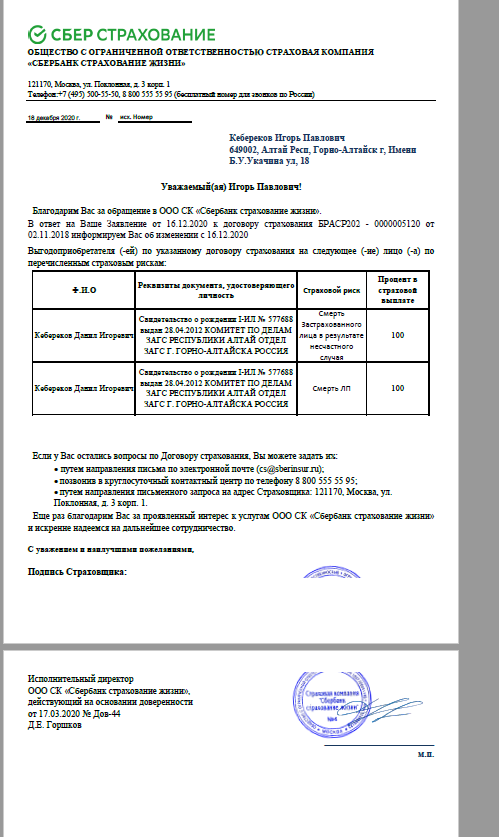 СБЕР СТРАХОВАНИЕ
ОБЩЕСТВО С ОГРАНИЧЕННОЙ ОТВЕТСТВЕННОСТЬЮ СТРАХОВАЯ КОМПАНИЯ
«СБЕРБАНК СТРАХОВАНИЕ ЖИЗНИ»
121170, Москва, ул. Поклонная, д. 3 корп. 1
Телефон:+7 (495) 500-55-50, 8 800 555 55 95 (бесплатный номер для звонков по России)
18 декабря 2020 г. № исх. Номер
Кебереков Игорь Павлович
649002, Алтай Респ, Горно-Алтайск г, Имени
Б.У.Укачина ул, 18
Уважаемый(ая) Игорь Павлович!
Благодарим Вас за обращение в ООО СК «Сбербанк страхование жизни».
В ответ на Ваше Заявление от 16.12.2020 к договору страхования БРАСР202 - 0000005120 от
02.11.2018 информируем Вас об изменении с 16.12.2020
Выгодоприобретателя (-ей) по указанному договору страхования на следующее (-ие) лицо (-а) по
перечисленным страховым рискам:
Ф.И.О
Реквизиты документа, удостоверяющего
личность
Страховой риск
Процент в
страховой
выплате
Кебереков Данил Игоревич
Свидетельство о рождении I-ИЛ № 577688
выдан 28.04.2012 КОМИТЕТ ПО ДЕЛАМ
ЗАГС РЕСПУБЛИКИ АЛТАЙ ОТДЕЛ
ЗАГС Г. ГОРНО-АЛТАЙСКА РОССИЯ
Смерть
Застрахованного
лица в результате
несчастного
случая
100
Кебереков Данил Игоревич
Свидетельство о рождении I-ИЛ № 577688
выдан 28.04.2012 КОМИТЕТ ПО ДЕЛАМ
ЗАГС РЕСПУБЛИКИ АЛТАЙ ОТДЕЛ
ЗАГС Г. ГОРНО-АЛТАЙСКА РОССИЯ
Смерть ЛП
100
Если у Вас остались вопросы по Договору страхования, Вы можете задать их:
• путем направления письма по электронной почте (cs@sberinsur.ru);
• позвонив в круглосуточный контактный центр по телефону 8 800 555 55 95;
• путем направления письменного запроса на адрес Страховщика: 121170, Москва, ул.
Поклонная, д. 3 корп. 1.
Еще раз благодарим Вас за проявленный интерес к услугам ООО СК «Сбербанк страхование жизни»
и искренне надеемся на дальнейшее сотрудничество.
С уважением и наилучшими пожеланиями,
Подпись Страховщика:
Исполнительный директор
ООО СК «Сбербанк страхование жизни»,
действующий на основании доверенности
от 17.03.2020 № Дов-44
Д.Е. Горшков
Страховая компания
"Сбербанк
страхование жизни"
№4
МОСКВА
М.П.